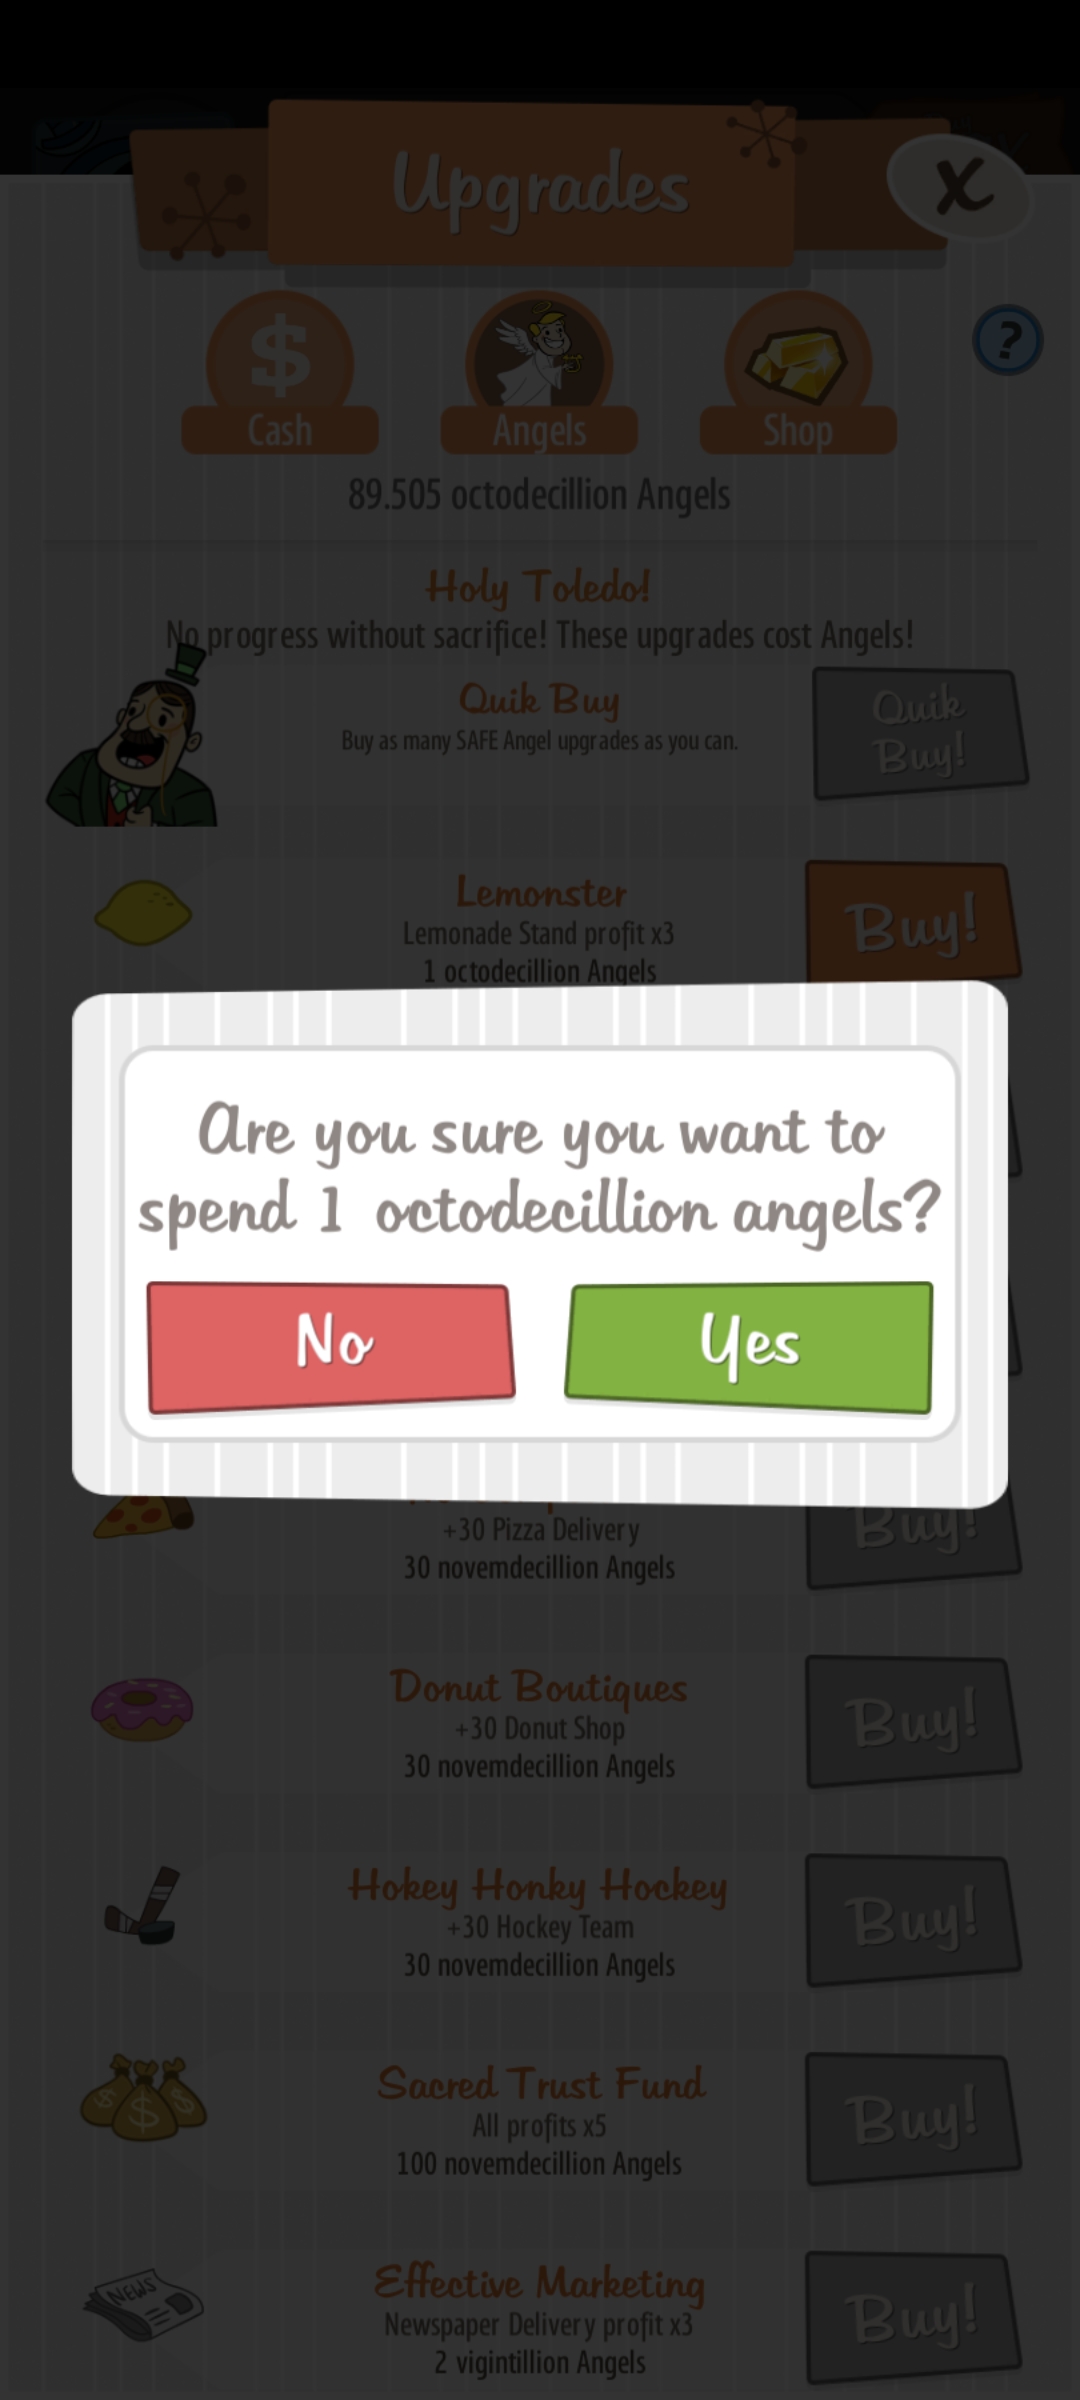 Upgrades
X
?
$
Cash
Angels
Shop
89.505 octodecillion Angels
Holy Toledo!
No progress without sacrifice! These upgrades cost Angels!
Quik Buy
Buy as many SAFE Angel upgrades as you can.
Quik
Buy!
Lemonster
Lemonade Stand profit x3
1 octodecillion Angels
Buy!
Are you sure you want to
spend 1 octodecillion angels?
No
Yes
+30 Pizza Delivery
30 novemdecillion Angels
Buy!
Donut Boutiques
+30 Donut Shop
30 novemdecillion Angels
Buy!
Hokey Honky Hockey
+30 Hockey Team
30 novemdecillion Angels
Buy!
$ $ $
Sacred Trust Fund
All profits x5
100 novemdecillion Angels
Buy!
NEWS
Effective Marketing
Newspaper Delivery profit x3
2 vigintillion Angels
Buy!